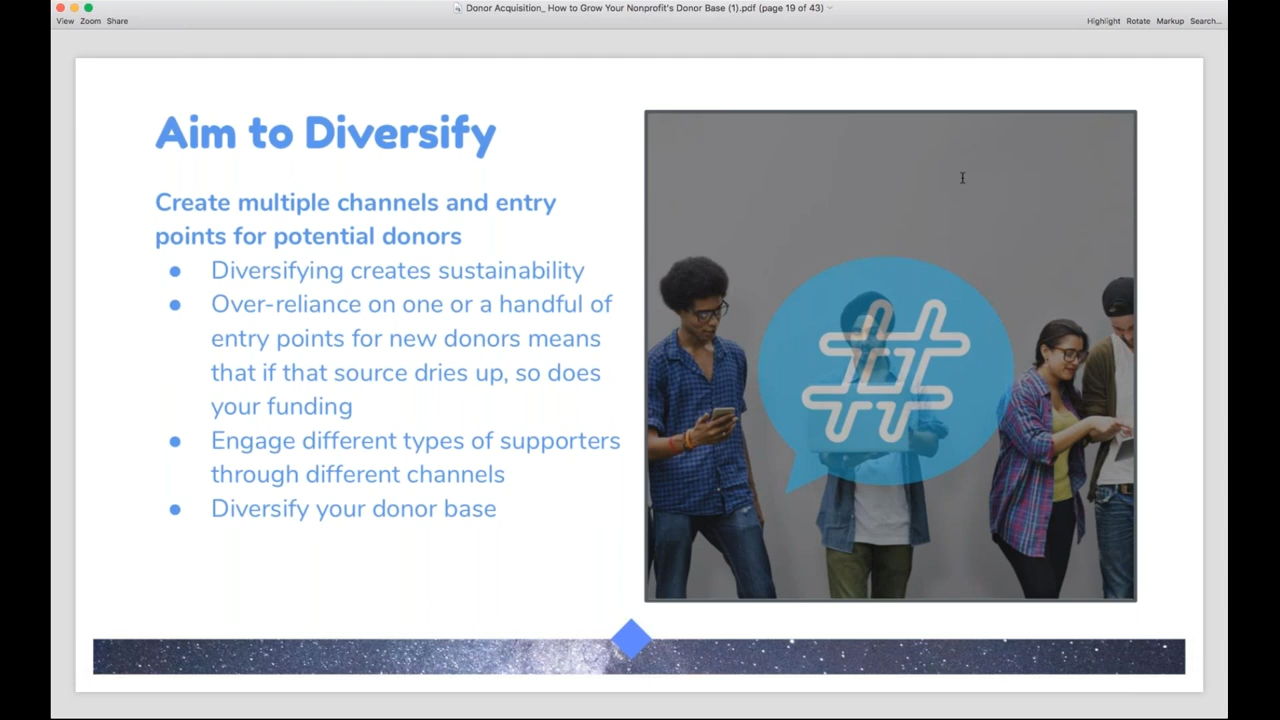 Donor Acquisition_ How to Grow Your Nonprofit's Donor Base (1).pdf (page 19 of 43)
View Zoom Share
Highlight Rotate Markup Search...
Aim to Diversify
Create multiple channels and entry
points for potential donors
● Diversifying creates sustainability
● Over-reliance on one or a handful of
entry points for new donors means
that if that source dries up, so does
your funding
● Engage different types of supporters
through different channels
● Diversify your donor base
#